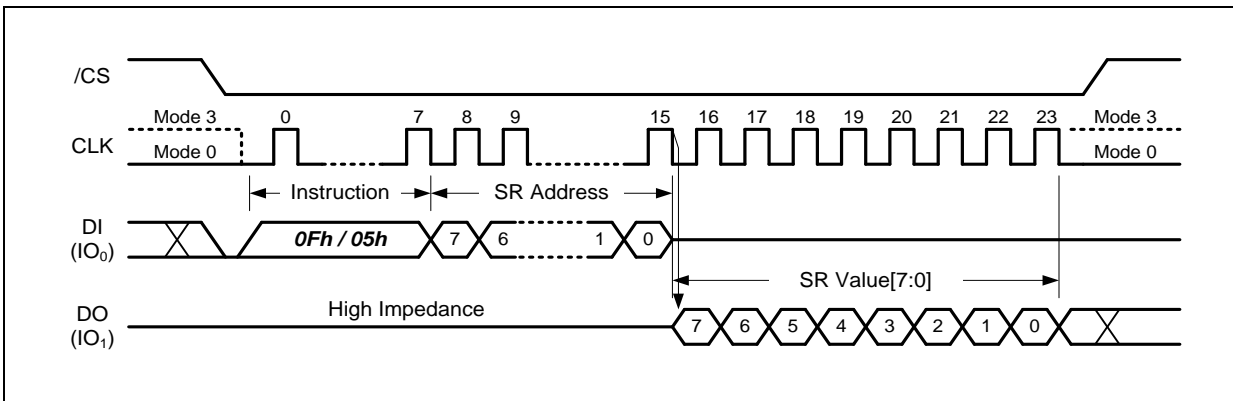 /CS
Mode 3 0 7 8 9 15 16 17 18 19 20 21 22 23 Mode 3
CLK
Mode 0 Mode 0
Instruction SR Address
DI
(IO₀)
0Fh / 05h 7 6 1 0
SR Value[7:0]
High Impedance
DO
(IO₁)
7 6 5 4 3 2 1 0